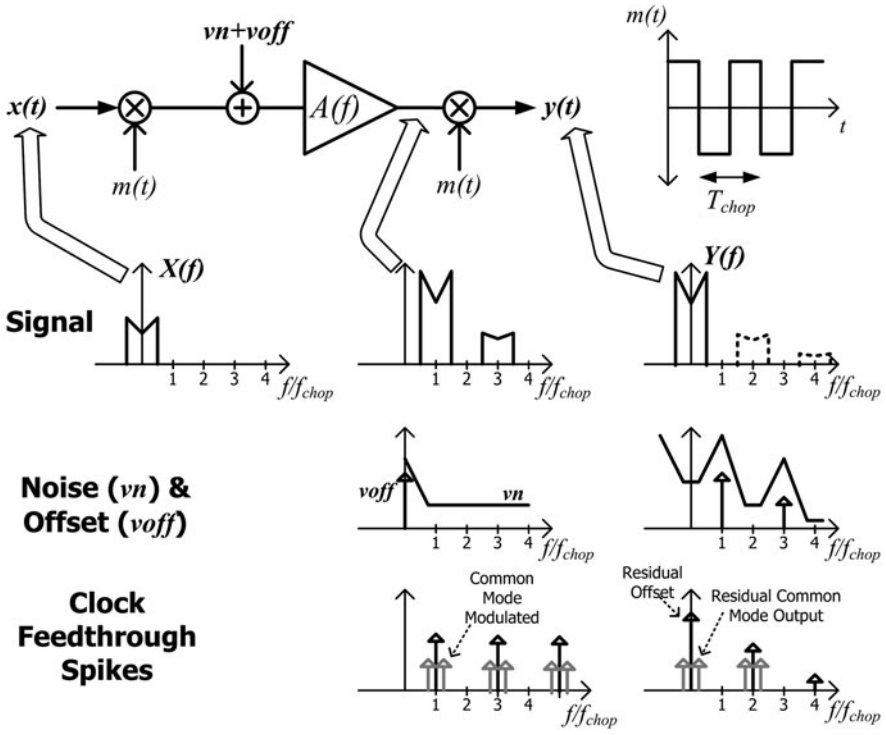 vn+voff
x(t)
A(f)
y(t)
m(t)
m(t)
m(t)
t
T_chop
Signal
X(f)
1 2 3 4
f/f_chop
1 2 3 4
f/f_chop
Y(f)
1 2 3 4
f/f_chop
Noise (vn) &
Offset (voff)
voff
vn
1 2 3 4
f/f_chop
1 2 3 4
f/f_chop
Clock
Feedthrough
Spikes
Common
Mode
Modulated
1 2 3 4 5
f/f_chop
Residual
Offset
Residual Common
Mode Output
1 2 3 4
f/f_chop